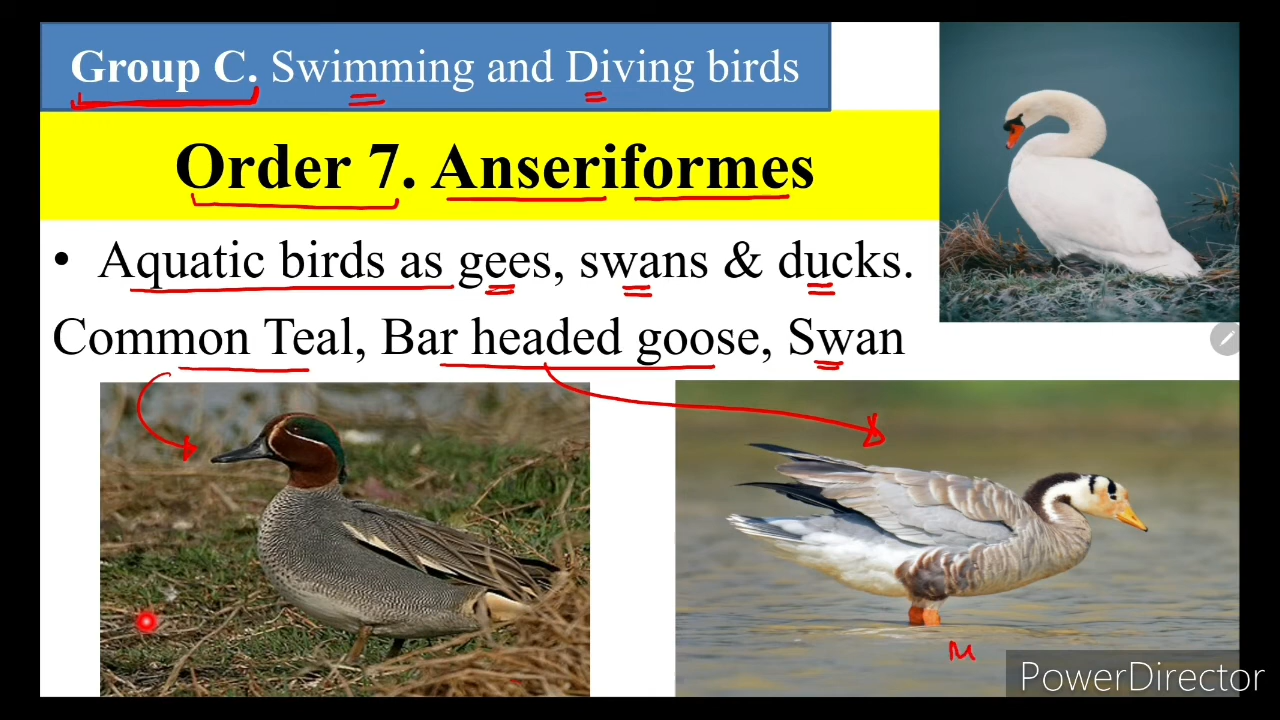 Group C. Swimming and Diving birds
Order 7. Anseriformes
• Aquatic birds as gees, swans & ducks.
Common Teal, Bar headed goose, Swan
PowerDirector